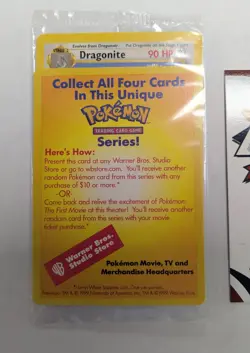 Evolves from Dragonair
Dragonite 90 HP
Collect All Four Cards
In This Unique
POKéMON
TRADING CARD GAME
Series!
Here's How:
Present this card at any Warner Bros. Studio
Store or go to wbstore.com. You'll receive another
random Pokémon card from this series with any
purchase of $10 or more.*
-OR-
Come back and relive the excitement of Pokémon
The First Movie at this theater! You'll receive another
random card from this series with your movie
ticket purchase.*
Warner Bros.
Studio Store
Pokémon Movie, TV and
Merchandise Headquarters